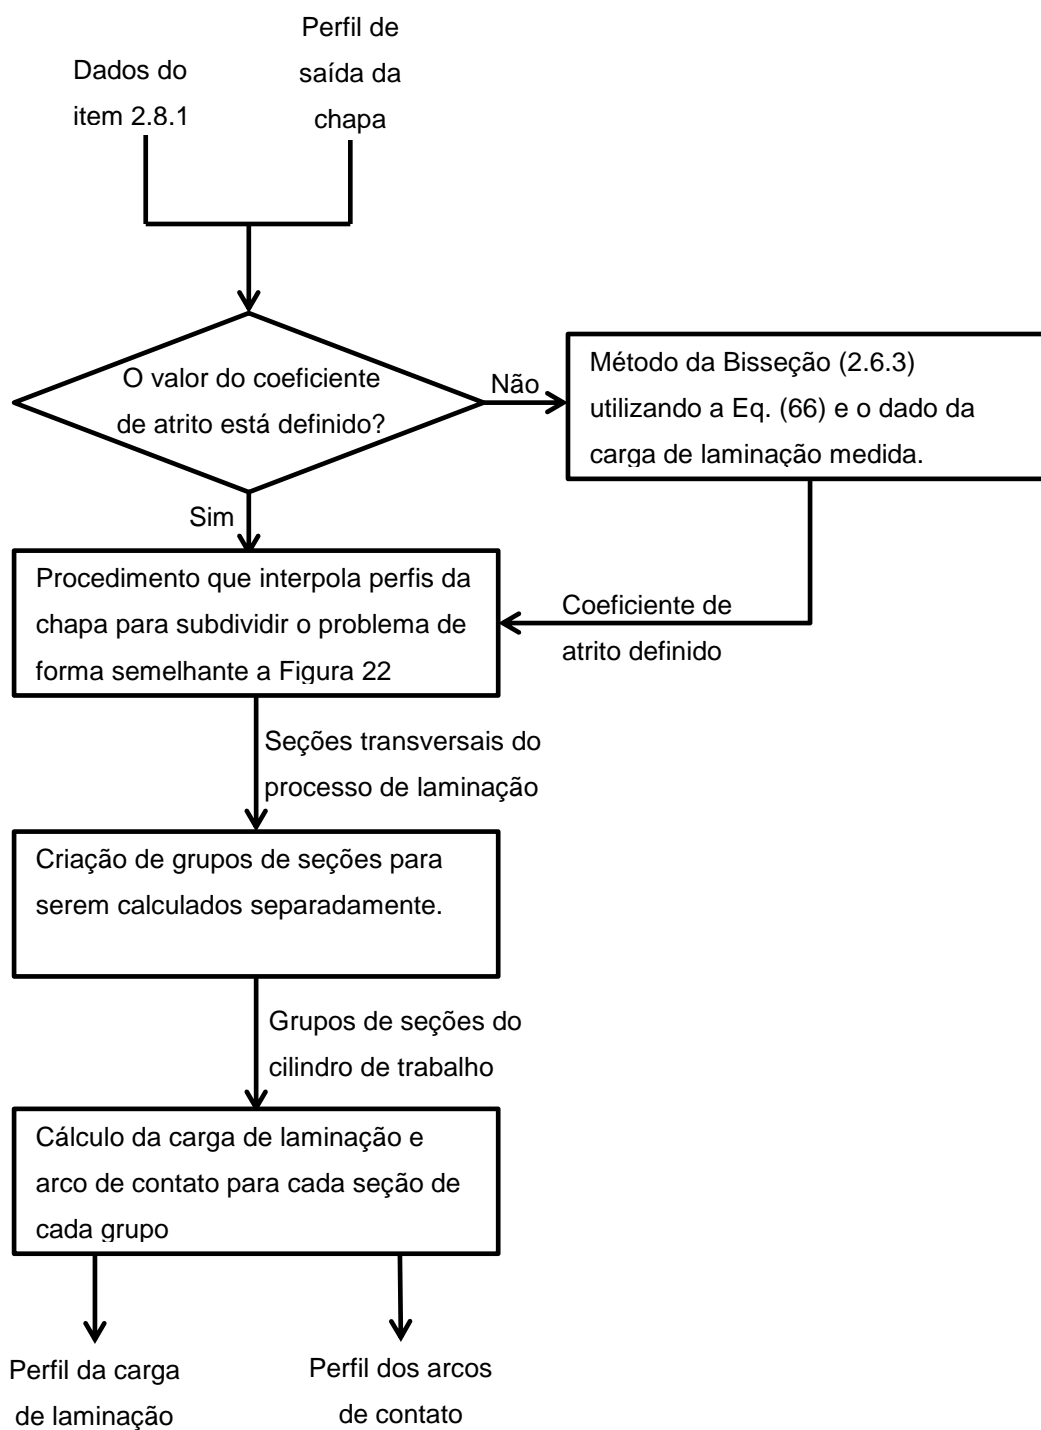 Dados do
item 2.8.1
Perfil de
saída da
chapa
O valor do coeficiente
de atrito está definido?
Não
Método da Bisseção (2.6.3)
utilizando a Eq. (66) e o dado da
carga de laminação medida.
Sim
Procedimento que interpola perfis da
chapa para subdividir o problema de
forma semelhante a Figura 22
Coeficiente de
atrito definido
Seções transversais do
processo de laminação
Criação de grupos de seções para
serem calculados separadamente.
Grupos de seções do
cilindro de trabalho
Cálculo da carga de laminação e
arco de contato para cada seção de
cada grupo
Perfil da carga
de laminação
Perfil dos arcos
de contato